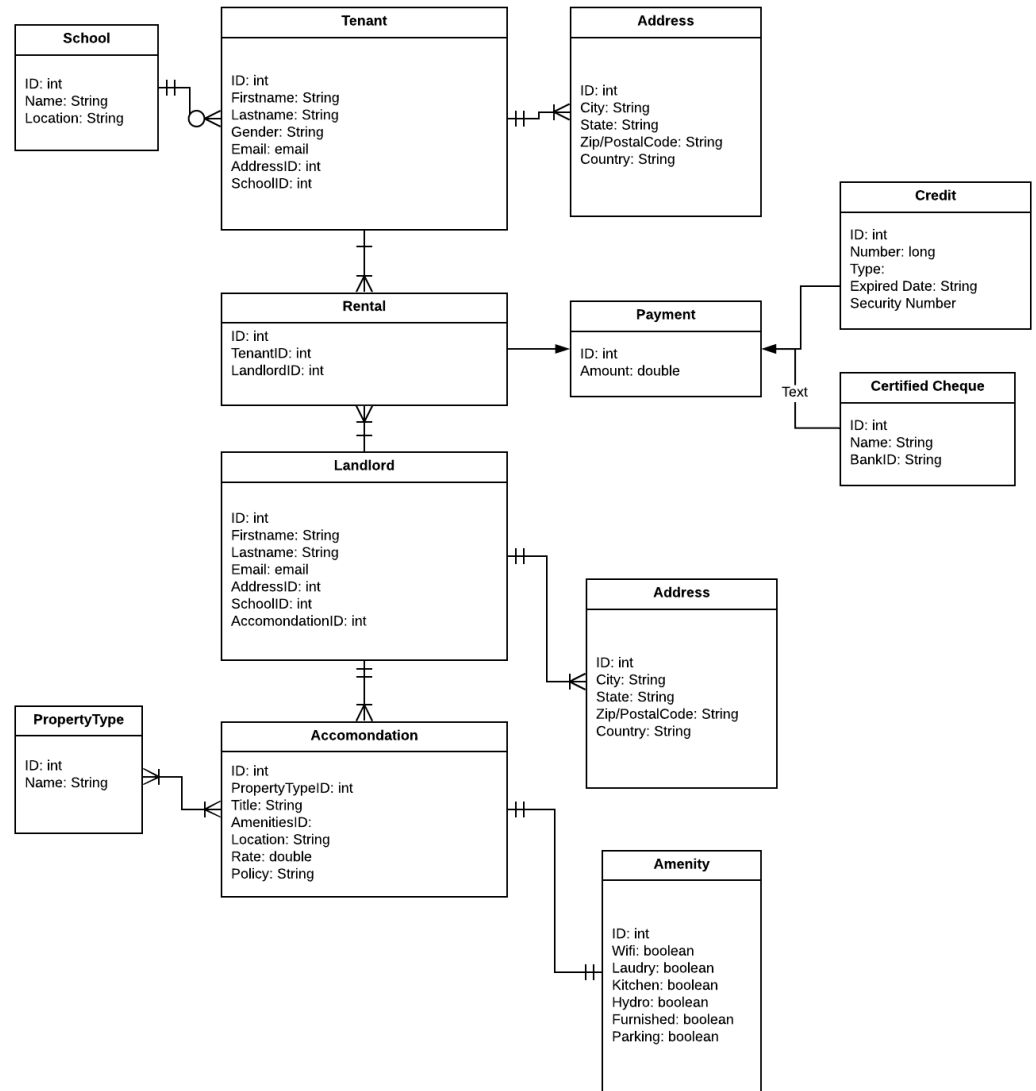 School
ID: int
Name: String
Location: String
Tenant
ID: int
Firstname: String
Lastname: String
Gender: String
Email: email
AddressID: int
SchoolID: int
Address
ID: int
City: String
State: String
Zip/PostalCode: String
Country: String
Credit
ID: int
Number: long
Type:
Expired Date: String
Security Number
Rental
ID: int
TenantID: int
LandlordID: int
Payment
ID: int
Amount: double
Text
Certified Cheque
ID: int
Name: String
BankID: String
Landlord
ID: int
Firstname: String
Lastname: String
Email: email
AddressID: int
SchoolID: int
AccomondationID: int
Address
ID: int
City: String
State: String
Zip/PostalCode: String
Country: String
PropertyType
ID: int
Name: String
Accomondation
ID: int
PropertyTypeID: int
Title: String
AmenitiesID:
Location: String
Rate: double
Policy: String
Amenity
ID: int
Wifi: boolean
Laudry: boolean
Kitchen: boolean
Hydro: boolean
Furnished: boolean
Parking: boolean